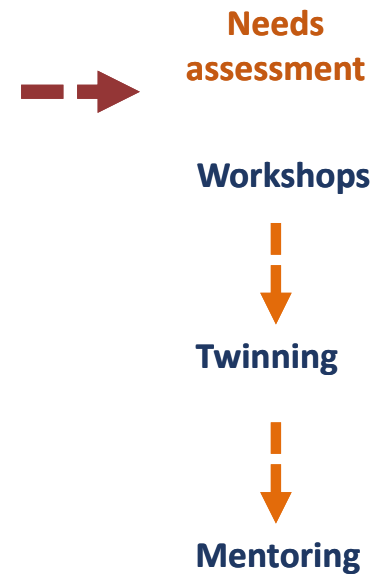 Needs
assessment
Workshops
Twinning
Mentoring